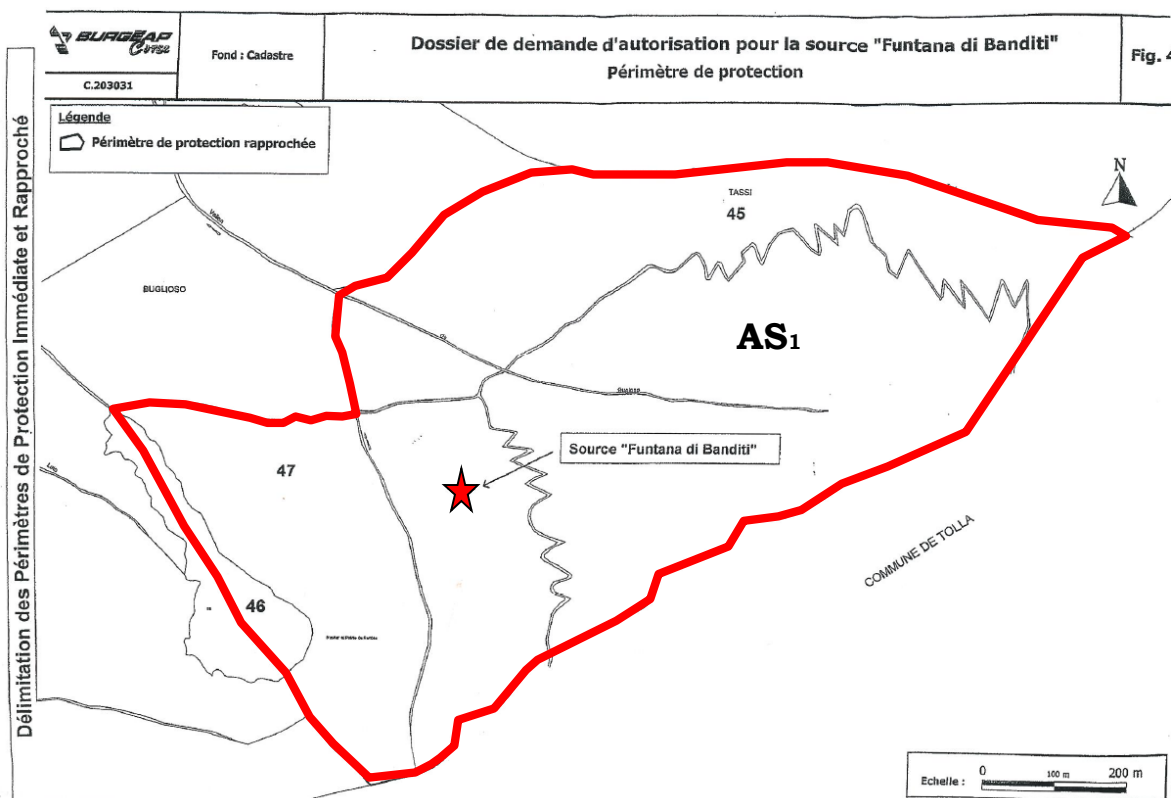 BURGEAP
Corse
C.203031
Fond : Cadastre
Dossier de demande d'autorisation pour la source "Funtana di Banditi"
Périmètre de protection
Fig. 4
Délimitation des Périmètres de Protection Immédiate et Rapproché
Légende
Périmètre de protection rapprochée
N
TASSI
45
BUGLIOSO
AS1
Source "Funtana di Banditi"
47
46
COMMUNE DE TOLLA
Echelle :
0 100 m 200 m